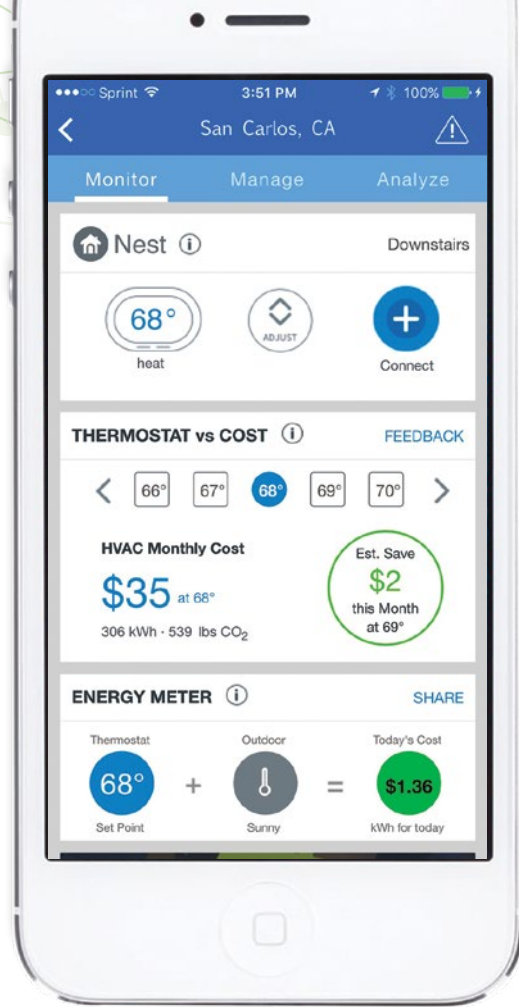 Sprint 3:51 PM 100%
San Carlos, CA
Monitor Manage Analyze
Nest i Downstairs
68°
ADJUST
heat Connect
THERMOSTAT vs COST i FEEDBACK
66° 67° 68° 69° 70°
HVAC Monthly Cost
$35 at 68°
306 kWh · 539 lbs CO₂
Est. Save
$2
this Month
at 69°
ENERGY METER i SHARE
Thermostat Outdoor Today's Cost
68° + = $1.36
Set Point Sunny kWh for today